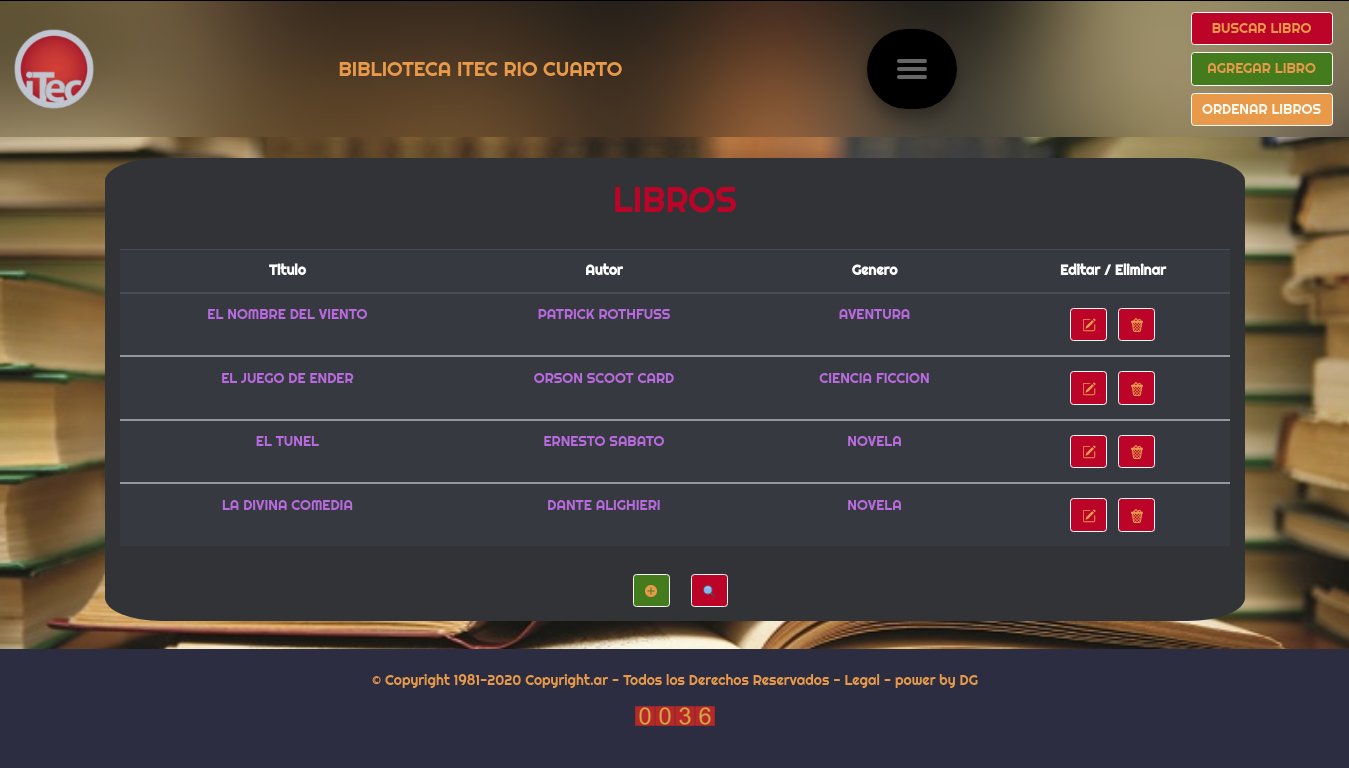 iTec
BIBLIOTECA ITEC RIO CUARTO
BUSCAR LIBRO
AGREGAR LIBRO
ORDENAR LIBROS
LIBROS
Titulo Autor Genero Editar / Eliminar
EL NOMBRE DEL VIENTO PATRICK ROTHFUSS AVENTURA
EL JUEGO DE ENDER ORSON SCOOT CARD CIENCIA FICCION
EL TUNEL ERNESTO SABATO NOVELA
LA DIVINA COMEDIA DANTE ALIGHIERI NOVELA
© Copyright 1981-2020 Copyright.ar - Todos los Derechos Reservados - Legal - power by DG
0036